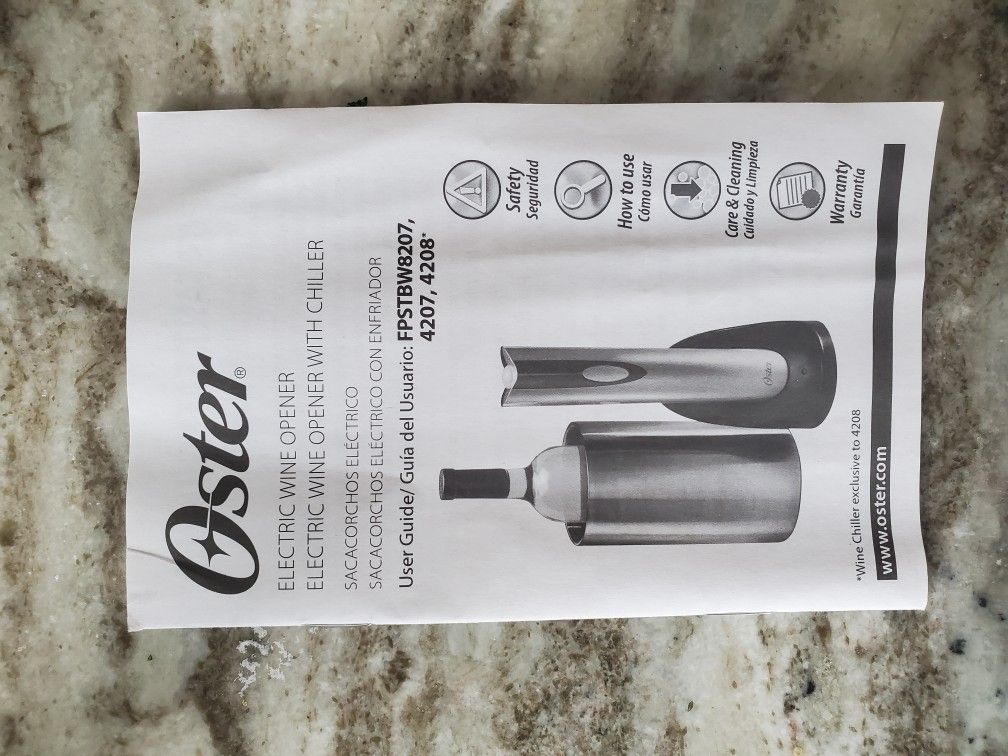 Oster®
ELECTRIC WINE OPENER
ELECTRIC WINE OPENER WITH CHILLER
SACACORCHOS ELÉCTRICO
SACACORCHOS ELÉCTRICO CON ENFRIADOR
User Guide/ Guía del Usuario: FPSTBW8207,
4207, 4208*
Safety
Seguridad
How to use
Cómo usar
Care & Cleaning
Cuidado y Limpieza
Warranty
Garantía
Oster
*Wine Chiller exclusive to 4208
www.oster.com